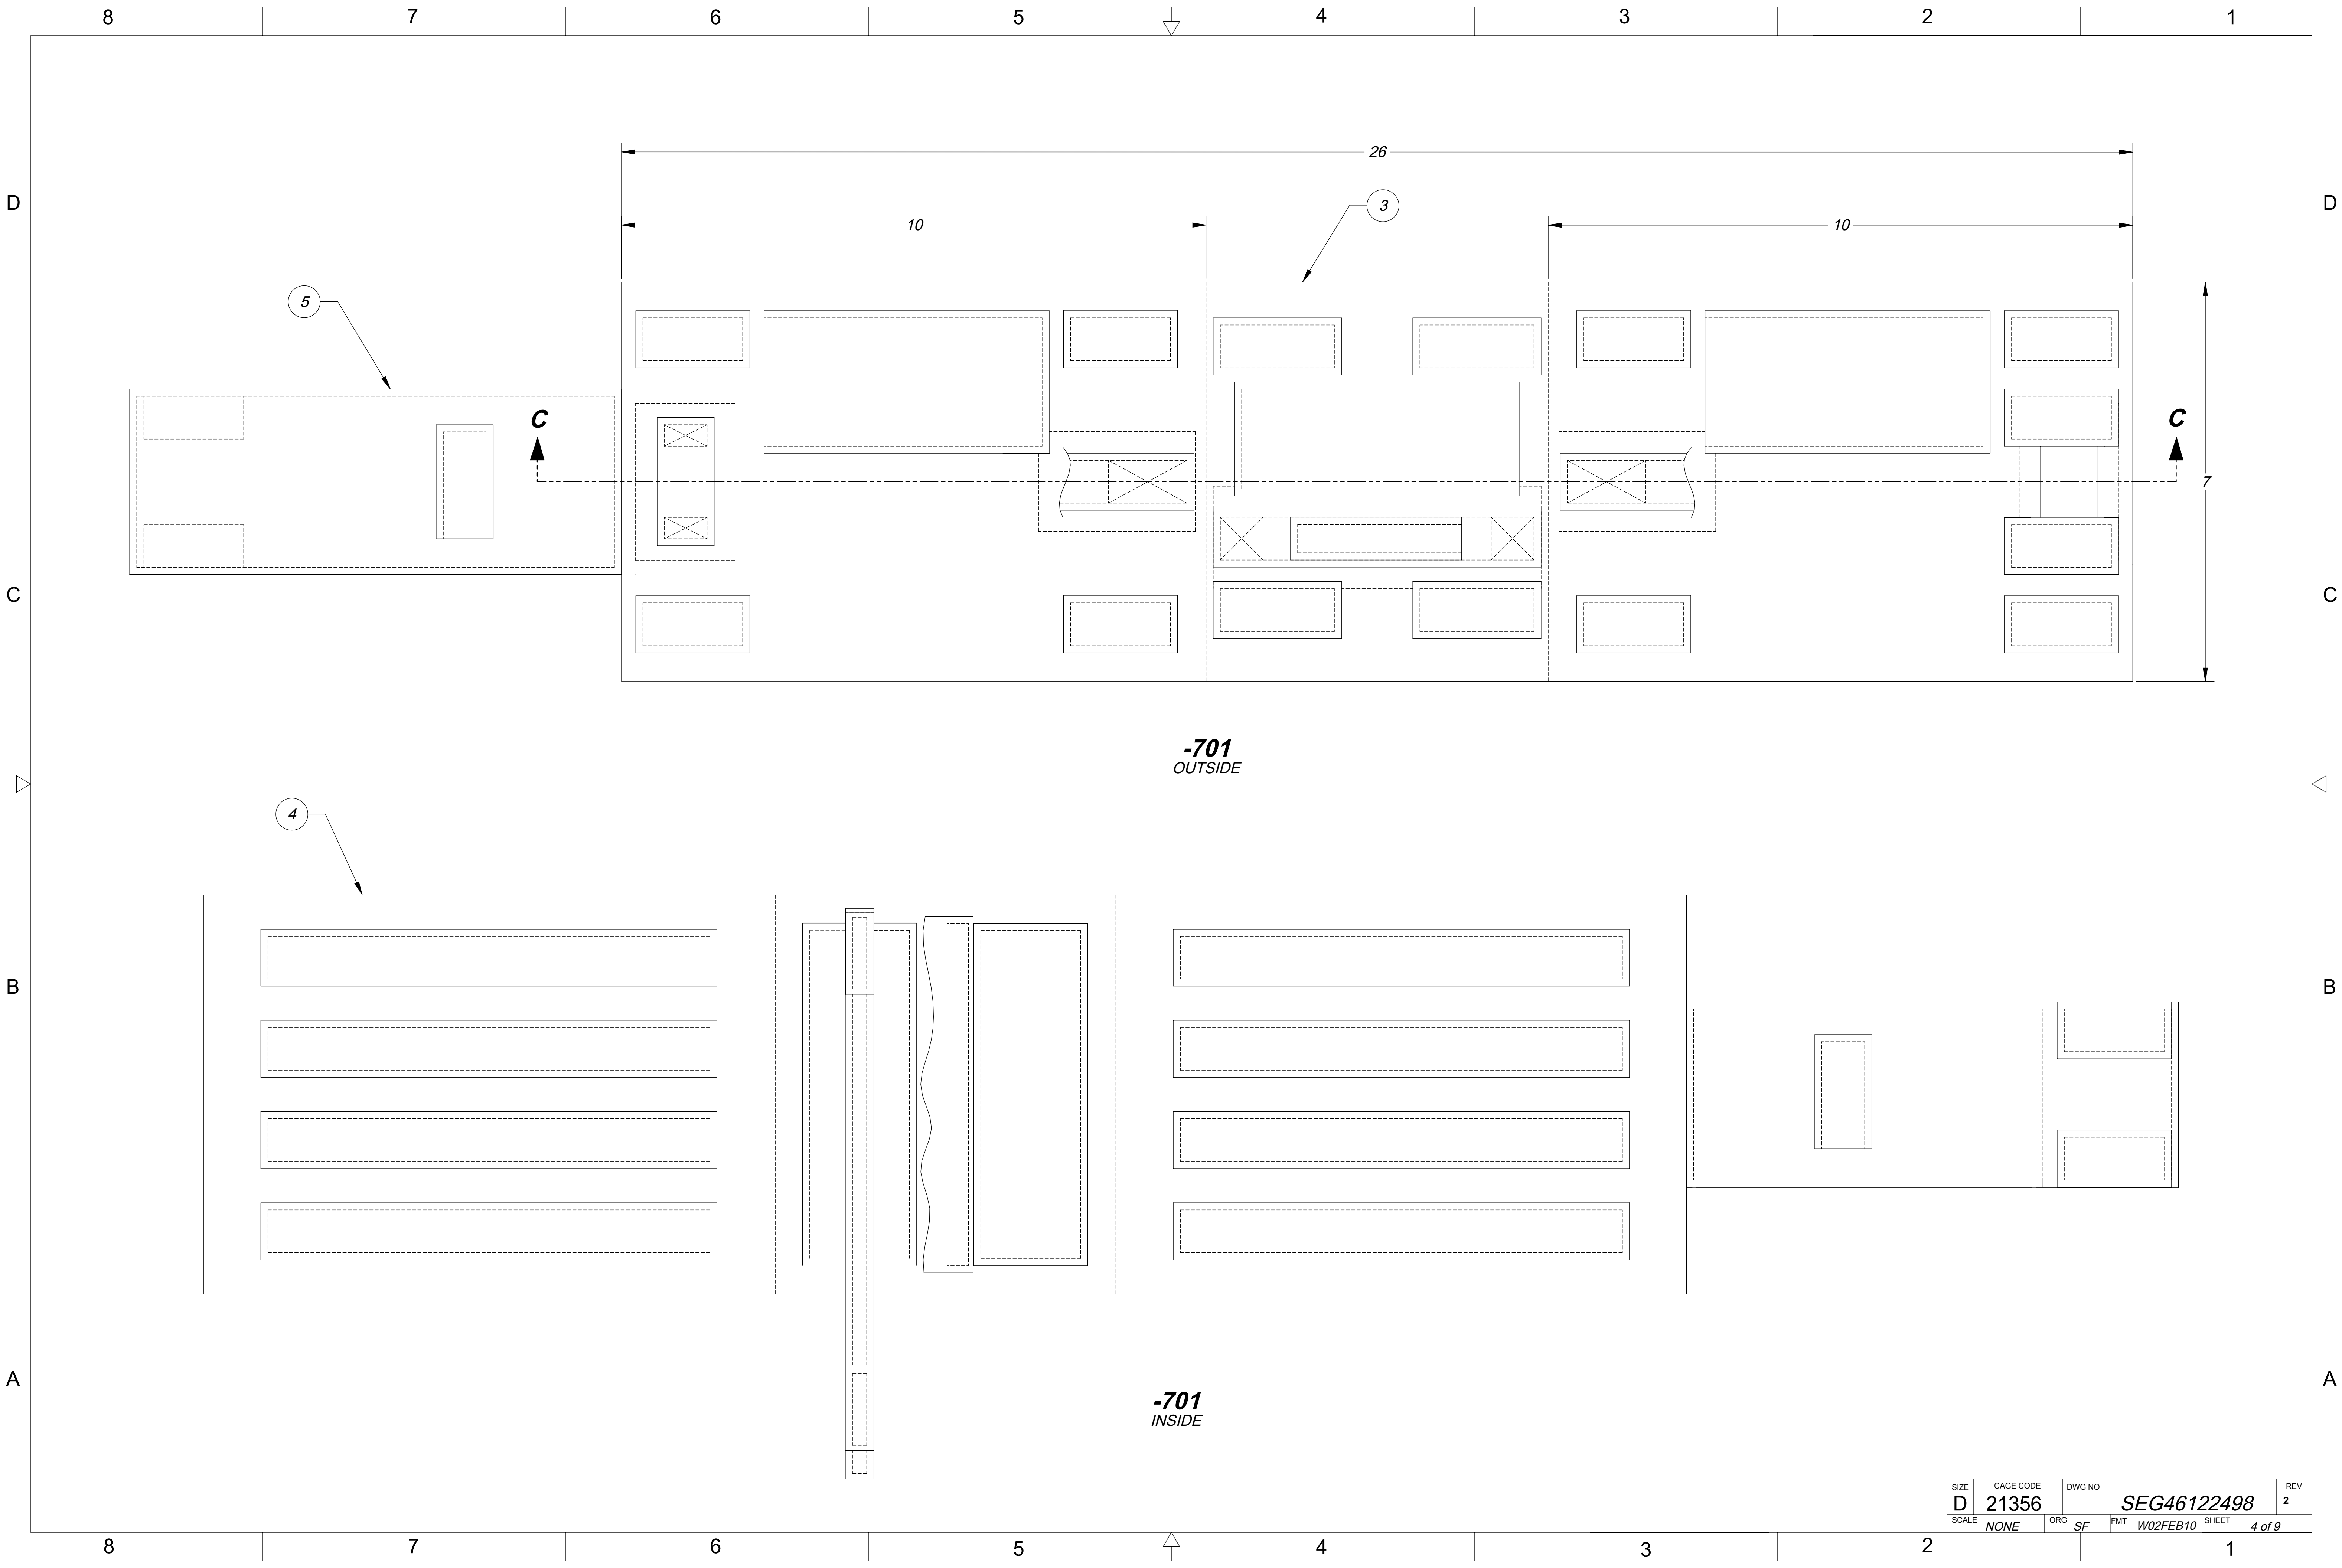 8 7 6 5 4 3 2 1
26
D D
3
10 10
5
C C
7
C C
-701
OUTSIDE
4
B B
A A
-701
INSIDE
SIZE CAGE CODE DWG NO REV
D 21356 SEG46122498 2
SCALE NONE ORG SF FMT W02FEB10 SHEET 4 of 9
8 7 6 5 4 3 2 1